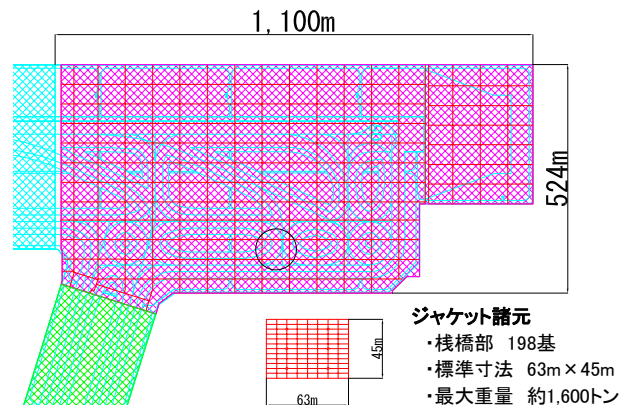 1,100m
524m
ジャケット諸元
・桟橋部 198基
・標準寸法 63m×45m
・最大重量 約1,600トン
45m
63m